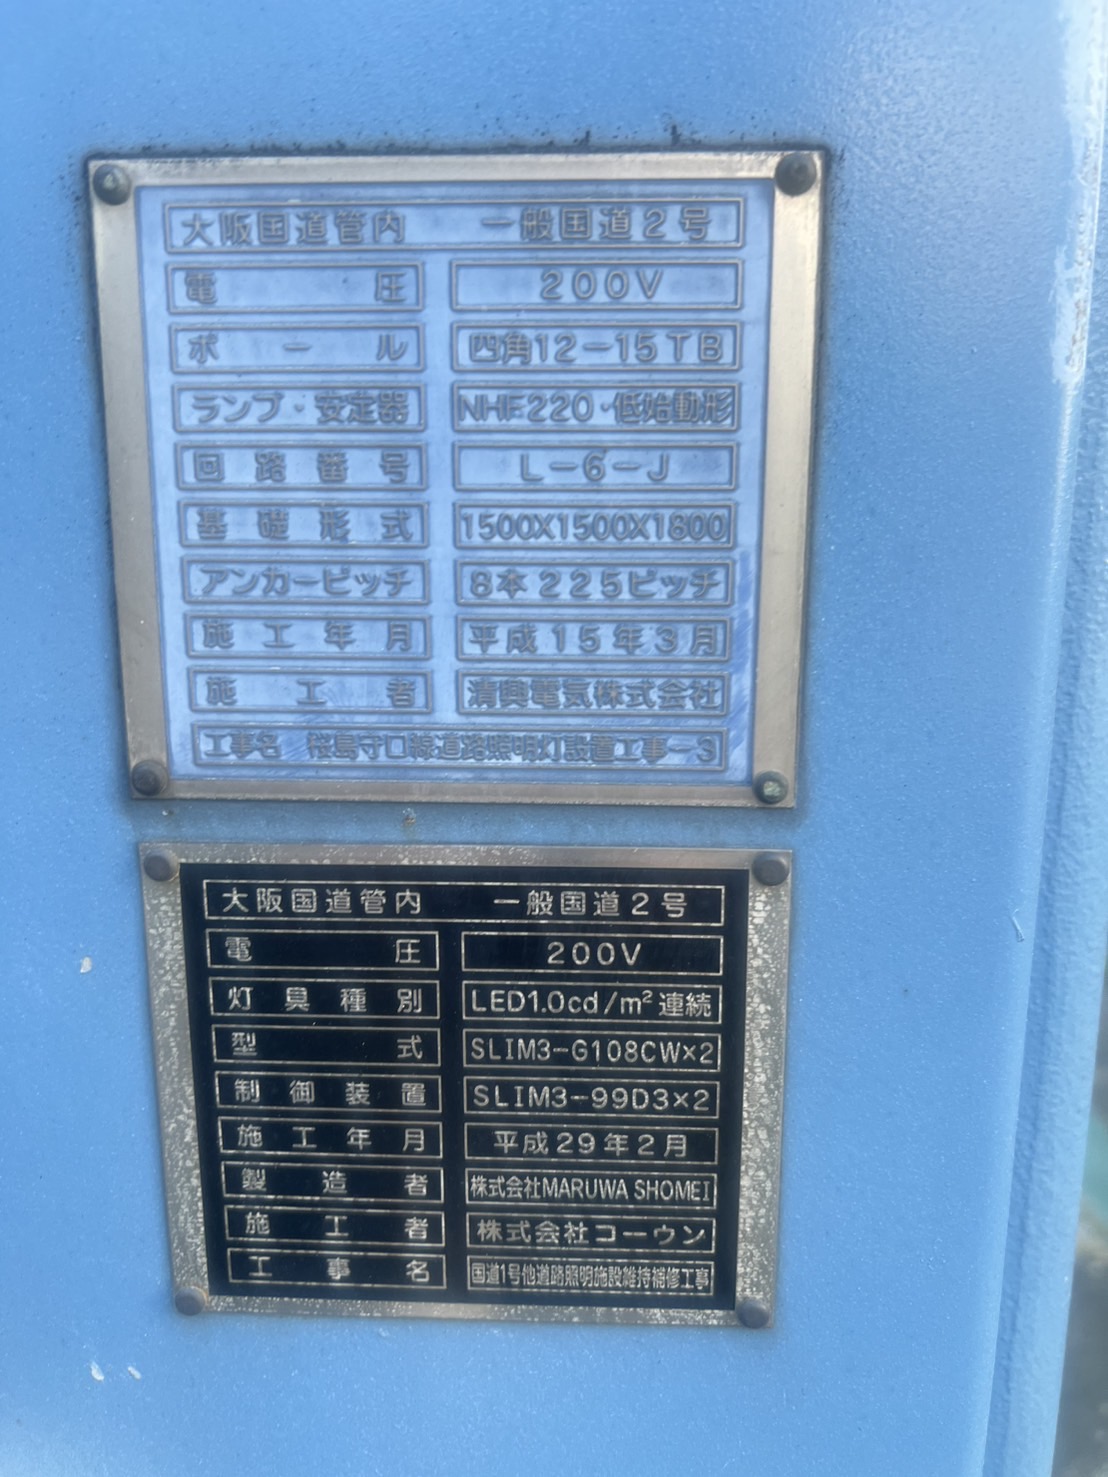 大阪国道管内 一般国道2号
電圧 200V
ポール 四角12-15TB
ランプ・安定器 NHF220・低始動形
回路番号 L-6-J
基礎形式 1500X1500X1800
アンカーピッチ 8本225ピッチ
施工年月 平成15年3月
施工者 清興電気株式会社
工事名 桜島守口線道路照明灯設置工事-3
大阪国道管内 一般国道2号
電圧 200V
灯具種別 LED1.0cd/m²連続
型式 SLIM3-G108CW×2
制御装置 SLIM3-99D3×2
施工年月 平成29年2月
製造者 株式会社MARUWA SHOMEI
施工者 株式会社コーウン
工事名 国道1号他道路照明施設維持補修工事